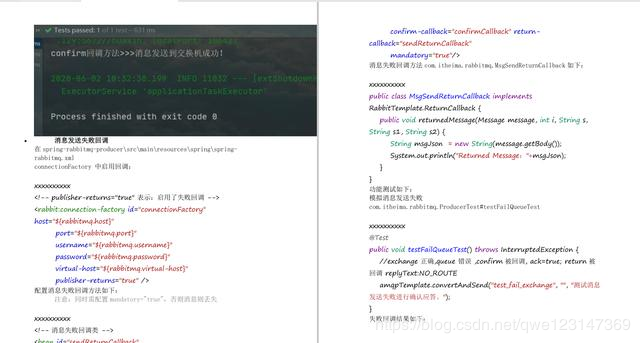 Tests passed: 1 of 1 test – 631 ms
confirm回调方法>>>消息发送到交换机成功!
2020-06-02 10:32:38.199 INFO 11032 --- [extShutdownH
ExecutorService 'applicationTaskExecutor'
Process finished with exit code 0
• 消息发送失败回调
在 spring-rabbitmq-producer\src\main\resources\spring\spring-
rabbitmq.xml
connectionFactory 中启用回调:
xxxxxxxxxx
<!-- publisher-returns="true" 表示:启用了失败回调 -->
<rabbit:connection-factory id="connectionFactory"
host="${rabbitmq.host}"
port="${rabbitmq.port}"
username="${rabbitmq.username}"
password="${rabbitmq.password}"
virtual-host="${rabbitmq.virtual-host}"
publisher-returns="true" />
配置消息失败回调方法如下:
注意:同时需配置mandatory="true",否则消息则丢失
xxxxxxxxxx
<!-- 消息失败回调类 -->
<bean id="sendReturnCallback"
confirm-callback="confirmCallback" return-
callback="sendReturnCallback"
mandatory="true"/>
消息失败回调方法 com.itheima.rabbitmq.MsgSendReturnCallback 如下:
xxxxxxxxxx
public class MsgSendReturnCallback implements
RabbitTemplate.ReturnCallback {
public void returnedMessage(Message message, int i, String s,
String s1, String s2) {
String msgJson = new String(message.getBody());
System.out.println("Returned Message: "+msgJson);
}
}
功能测试如下:
模拟消息发送失败
com.itheima.rabbitmq.ProducerTest#testFailQueueTest
xxxxxxxxxx
@Test
public void testFailQueueTest() throws InterruptedException {
//exchange 正确,queue 错误 ,confirm 被回调, ack=true; return 被
回调 replyText:NO_ROUTE
amqpTemplate.convertAndSend("test_fail_exchange", "", "测试消息
发送失败进行确认应答。");
}
失败回调结果如下:
https://blog.csdn.net/qwe123147369